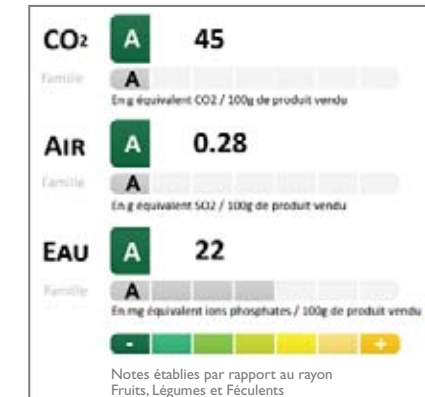 CO2 A 45
Famille A
En g équivalent CO2 / 100g de produit vendu
AIR A 0.28
Famille A
En g équivalent SO2 / 100g de produit vendu
EAU A 22
Famille A
En mg équivalent ions phosphates / 100g de produit vendu
- +
Notes établies par rapport au rayon
Fruits, Légumes et Féculents